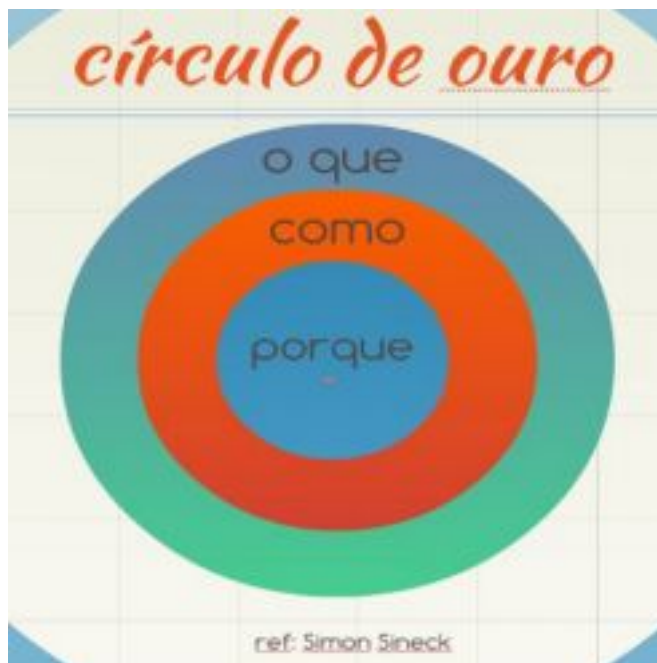 círculo de ouro
o que
como
porque
ref: Simon Sineck